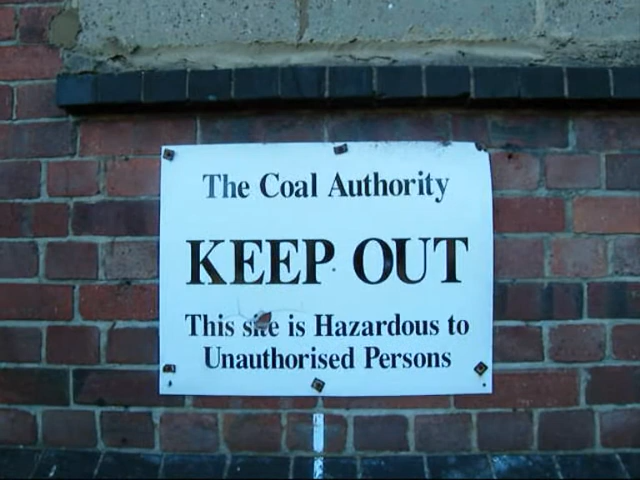 The Coal Authority
KEEP OUT
This site is Hazardous to
Unauthorised Persons